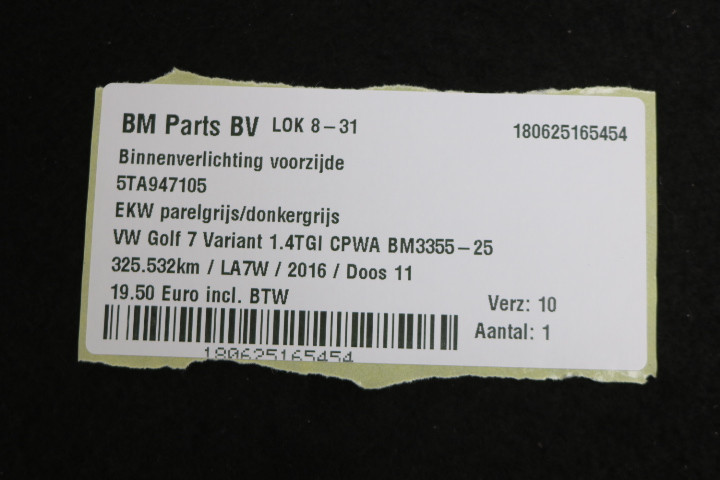 BM Parts BV LOK 8-31 180625165454
Binnenverlichting voorzijde
5TA947105
EKW parelgrijs/donkergrijs
VW Golf 7 Variant 1.4TGI CPWA BM3355-25
325.532km / LA7W / 2016 / Doos 11
19.50 Euro incl. BTW
Verz: 10
Aantal: 1
180625165454